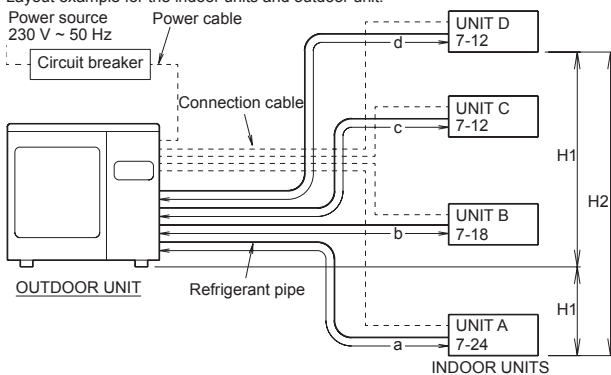 Layout example for the indoor units and outdoor unit.
Power source
230 V ~ 50 Hz
Power cable
Circuit breaker
Connection cable
UNIT D
7-12
d
UNIT C
7-12
c
H1
H2
UNIT B
7-18
b
OUTDOOR UNIT
Refrigerant pipe
H1
UNIT A
7-24
a
INDOOR UNITS